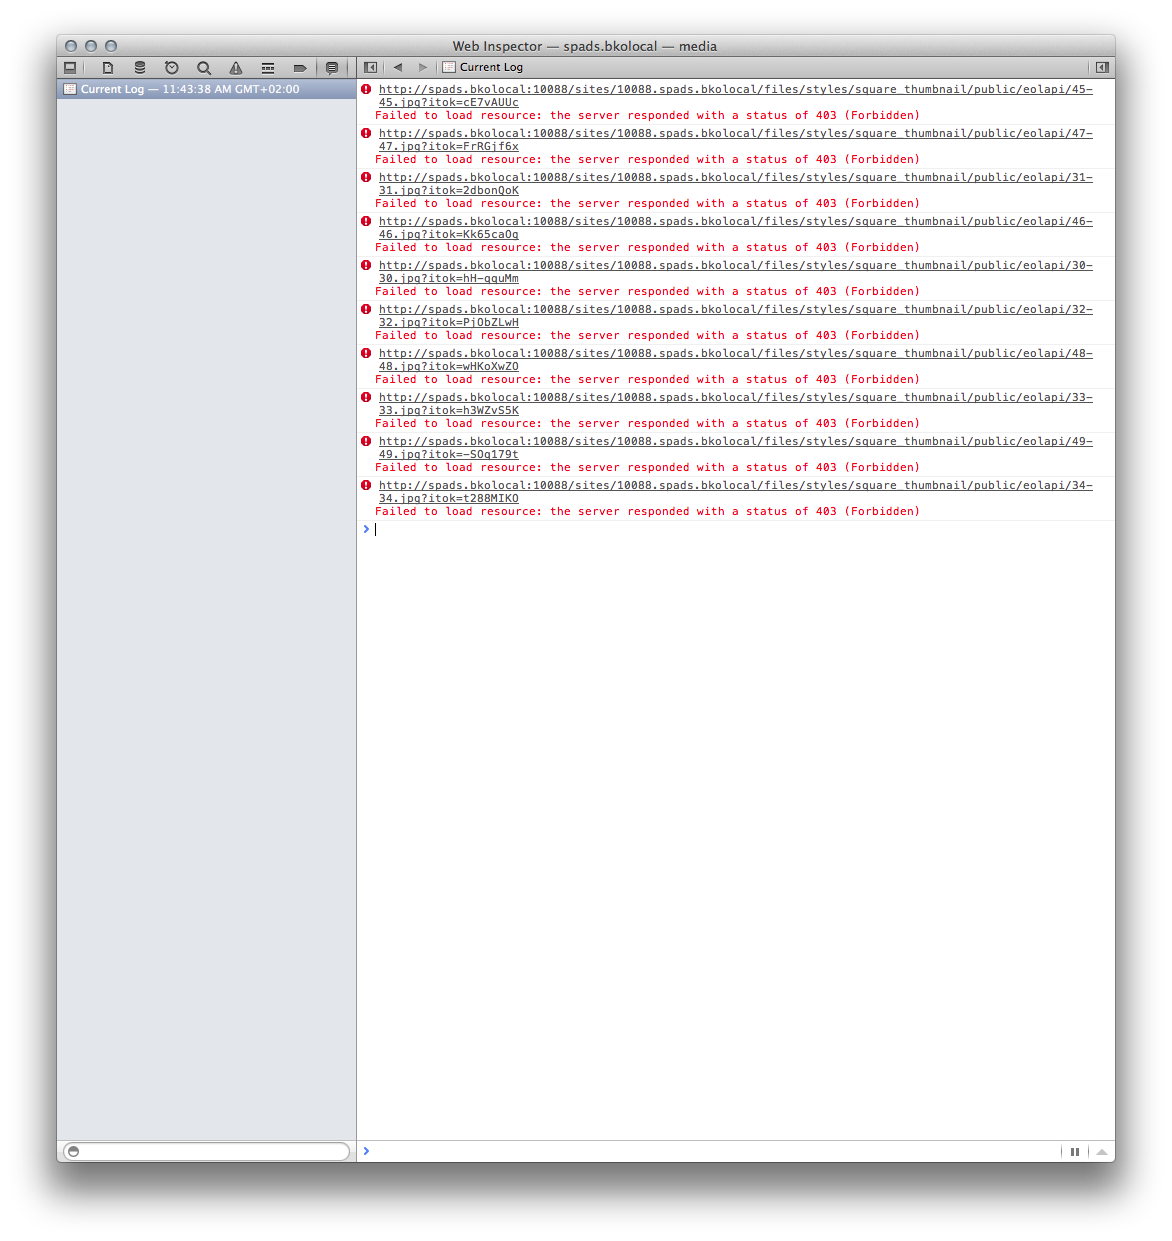 Web Inspector — spads.bkolocal — media
Current Log
Current Log — 11:43:38 AM GMT+02:00
http://spads.bkolocal:10088/sites/10088.spads.bkolocal/files/styles/square_thumbnail/public/eolapi/45-
45.jpg?itok=cE7vAUUc
Failed to load resource: the server responded with a status of 403 (Forbidden)
http://spads.bkolocal:10088/sites/10088.spads.bkolocal/files/styles/square_thumbnail/public/eolapi/47-
47.jpg?itok=FrRGjf6x
Failed to load resource: the server responded with a status of 403 (Forbidden)
http://spads.bkolocal:10088/sites/10088.spads.bkolocal/files/styles/square_thumbnail/public/eolapi/31-
31.jpg?itok=2dbonQoK
Failed to load resource: the server responded with a status of 403 (Forbidden)
http://spads.bkolocal:10088/sites/10088.spads.bkolocal/files/styles/square_thumbnail/public/eolapi/46-
46.jpg?itok=Kk65caOg
Failed to load resource: the server responded with a status of 403 (Forbidden)
http://spads.bkolocal:10088/sites/10088.spads.bkolocal/files/styles/square_thumbnail/public/eolapi/30-
30.jpg?itok=hH-gguMm
Failed to load resource: the server responded with a status of 403 (Forbidden)
http://spads.bkolocal:10088/sites/10088.spads.bkolocal/files/styles/square_thumbnail/public/eolapi/32-
32.jpg?itok=PjObZLwH
Failed to load resource: the server responded with a status of 403 (Forbidden)
http://spads.bkolocal:10088/sites/10088.spads.bkolocal/files/styles/square_thumbnail/public/eolapi/48-
48.jpg?itok=wHKoXwZO
Failed to load resource: the server responded with a status of 403 (Forbidden)
http://spads.bkolocal:10088/sites/10088.spads.bkolocal/files/styles/square_thumbnail/public/eolapi/33-
33.jpg?itok=h3WZvS5K
Failed to load resource: the server responded with a status of 403 (Forbidden)
http://spads.bkolocal:10088/sites/10088.spads.bkolocal/files/styles/square_thumbnail/public/eolapi/49-
49.jpg?itok=-SOq179t
Failed to load resource: the server responded with a status of 403 (Forbidden)
http://spads.bkolocal:10088/sites/10088.spads.bkolocal/files/styles/square_thumbnail/public/eolapi/34-
34.jpg?itok=t288MIKO
Failed to load resource: the server responded with a status of 403 (Forbidden)